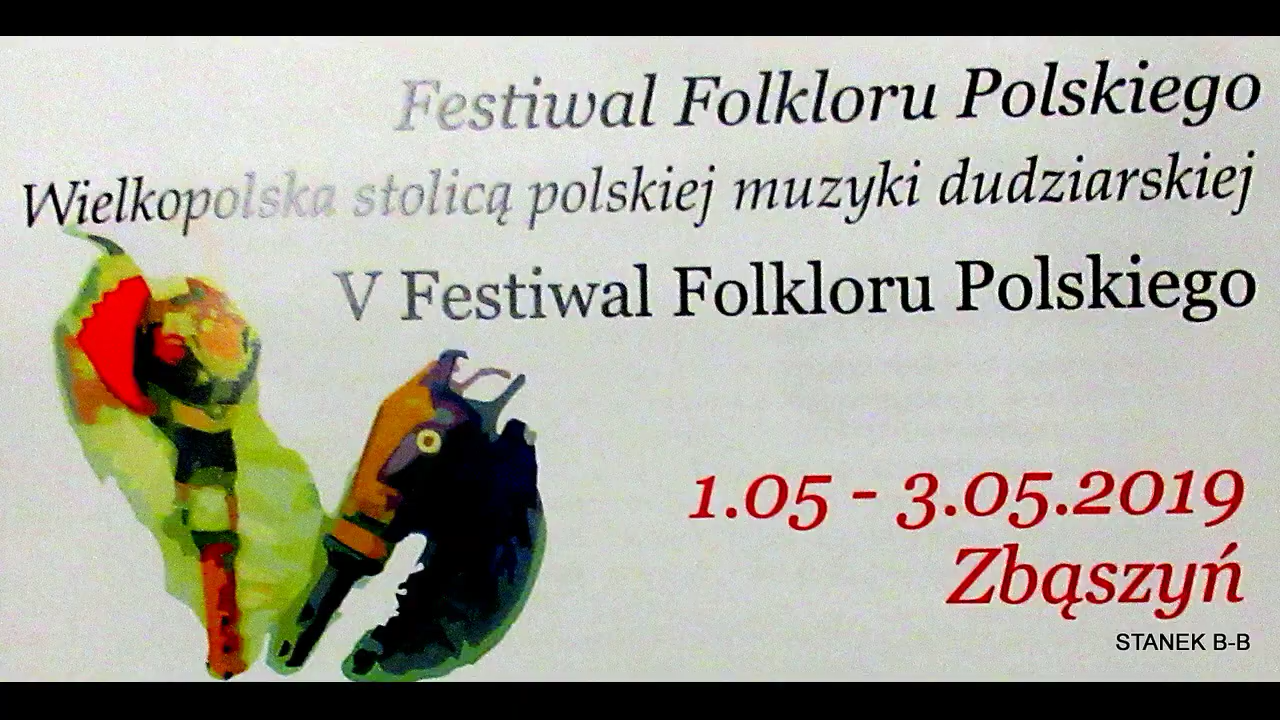 Festiwal Folkloru Polskiego
Wielkopolska stolicą polskiej muzyki dudziarskiej
V Festiwal Folkloru Polskiego
1.05 - 3.05.2019
Zbąszyń
STANEK B-B